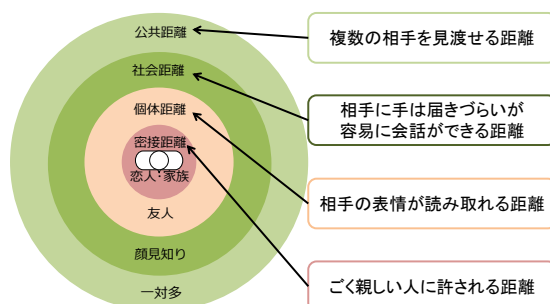 公共距離
社会距離
個体距離
密接距離
恋人・家族
友人
顔見知り
一対多
複数の相手を見渡せる距離
相手に手は届きづらいが
容易に会話ができる距離
相手の表情が読み取れる距離
ごく親しい人に許される距離